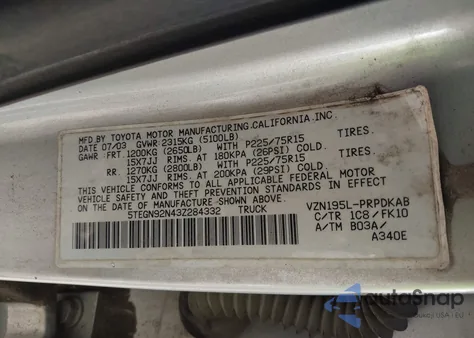 MFD.BY TOYOTA MOTOR MANUFACTURING.CALIFORNIA.INC.
DATE 07/03 GVWR 2315KG (5100LB)
GAWR FRT. 1200KG (2650LB) WITH P225/75R15 TIRES.
15X7JJ RIMS. AT 180KPA (26PSI) COLD.
RR. 1270KG (2800LB) WITH P225/75R15 TIRES.
15X7JJ RIMS. AT 200KPA (29PSI) COLD.
THIS VEHICLE CONFORMS TO ALL APPLICABLE FEDERAL MOTOR
VEHICLE SAFETY AND THEFT PREVENTION STANDARDS IN
EFFECT ON THE DATE OF MANUFACTURE SHOWN ABOVE.
5TEGN92N43Z284332 TRUCK
VZN195L-PRPDKAB
C/TR 1C8 /FK10
A/TM B03A/
A340E
autoSnap